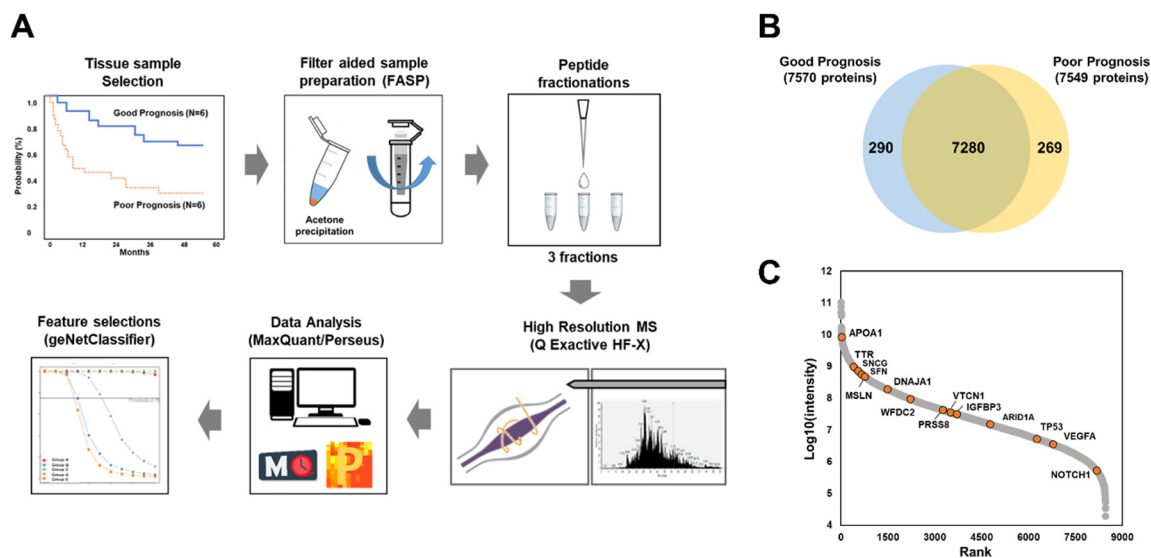 A
Tissue sample
Selection
Probability (%)
1.0
0.8
0.6
0.4
0.2
0
Good Prognosis (N=6)
Poor Prognosis (N=6)
0 12 24 36 48 60
Months
Filter aided sample
preparation (FASP)
Acetone
precipitation
Peptide
fractionations
3 fractions
High Resolution MS
(Q Exactive HF-X)
Data Analysis
(MaxQuant/Perseus)
MQ
P
Feature selections
(geNetClassifier)
Group A
Group B
B
Good Prognosis
(7570 proteins)
Poor Prognosis
(7549 proteins)
290
7280
269
C
Log10(intensity)
12
11
10
9
8
7
6
5
4
APOA1
TTR
SNCG
SFN
MSLN
DNAJA1
WFDC2
VTCN1
IGFBP3
PRSS8
ARID1A
TP53
VEGFA
NOTCH1
0 1500 3000 4500 6000 7500 9000
Rank